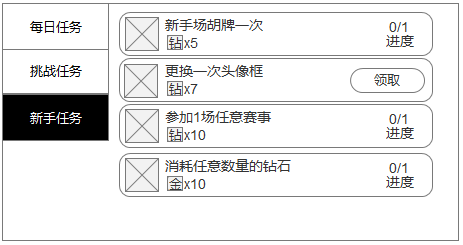 每日任务
挑战任务
新手任务
新手场胡牌一次
钻x5
0/1
进度
更换一次头像框
钻x7
领取
参加1场任意赛事
钻x10
0/1
进度
消耗任意数量的钻石
金x10
0/1
进度